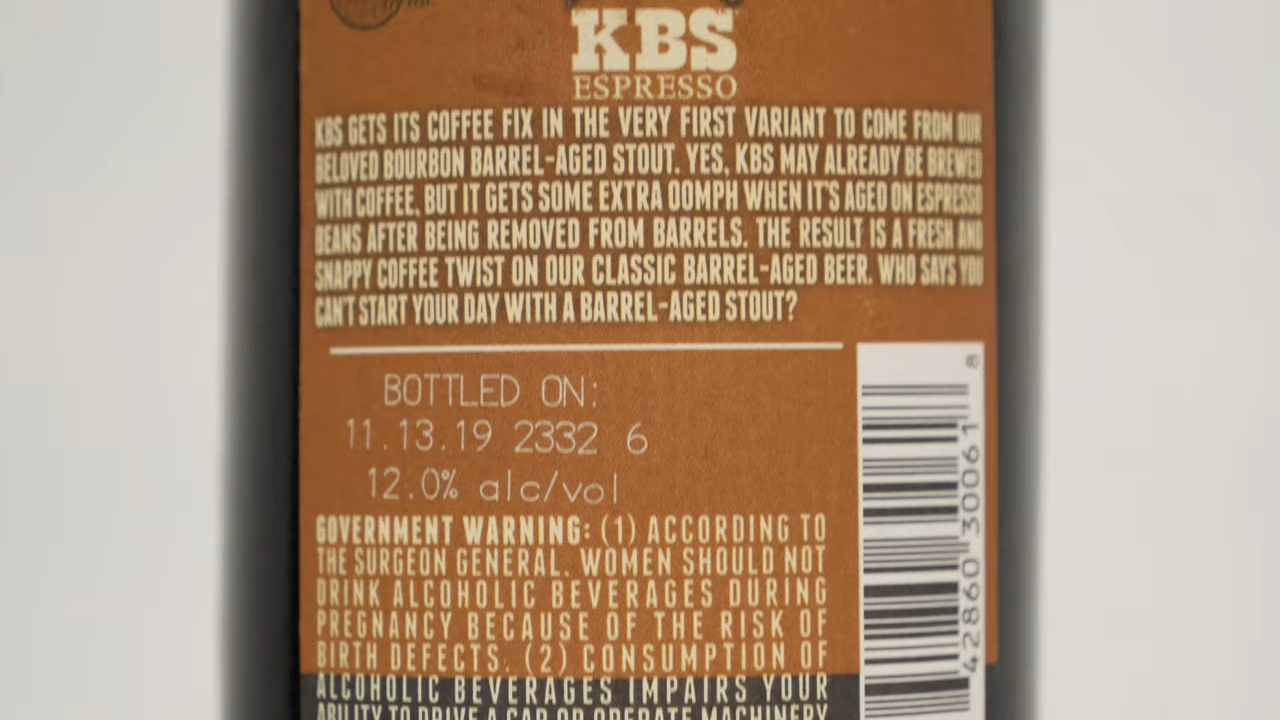 KBS
ESPRESSO
KBS GETS ITS COFFEE FIX IN THE VERY FIRST VARIANT TO COME FROM OUR
BELOVED BOURBON BARREL-AGED STOUT. YES, KBS MAY ALREADY BE BREWED
WITH COFFEE, BUT IT GETS SOME EXTRA OOMPH WHEN IT'S AGED ON ESPRESSO
BEANS AFTER BEING REMOVED FROM BARRELS. THE RESULT IS A FRESH AND
SNAPPY COFFEE TWIST ON OUR CLASSIC BARREL-AGED BEER. WHO SAYS YOU
CAN'T START YOUR DAY WITH A BARREL-AGED STOUT?
BOTTLED ON:
11.13.19 2332 6
12.0% alc/vol
GOVERNMENT WARNING: (1) ACCORDING TO
THE SURGEON GENERAL, WOMEN SHOULD NOT
DRINK ALCOHOLIC BEVERAGES DURING
PREGNANCY BECAUSE OF THE RISK OF
BIRTH DEFECTS. (2) CONSUMPTION OF
ALCOHOLIC BEVERAGES IMPAIRS YOUR
ABILITY TO DRIVE A CAR OR OPERATE MACHINERY
42860 30061 8